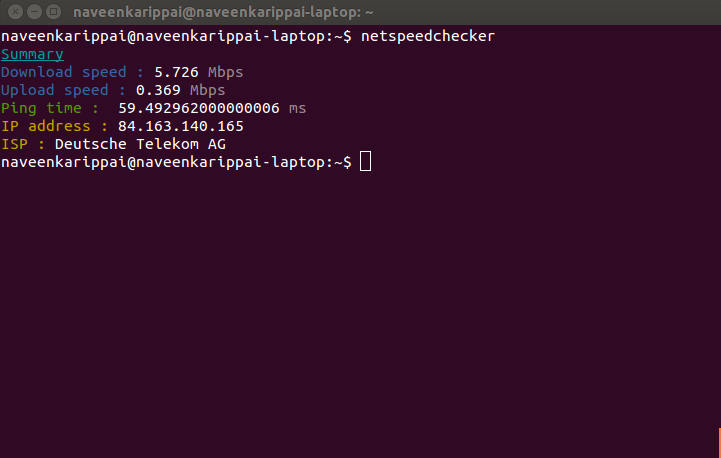 naveenkarippai@naveenkarippai-laptop: ~
naveenkarippai@naveenkarippai-laptop:~$ netspeedchecker
Summary
Download speed : 5.726 Mbps
Upload speed : 0.369 Mbps
Ping time :  59.492962000000006 ms
IP address : 84.163.140.165
ISP : Deutsche Telekom AG
naveenkarippai@naveenkarippai-laptop:~$